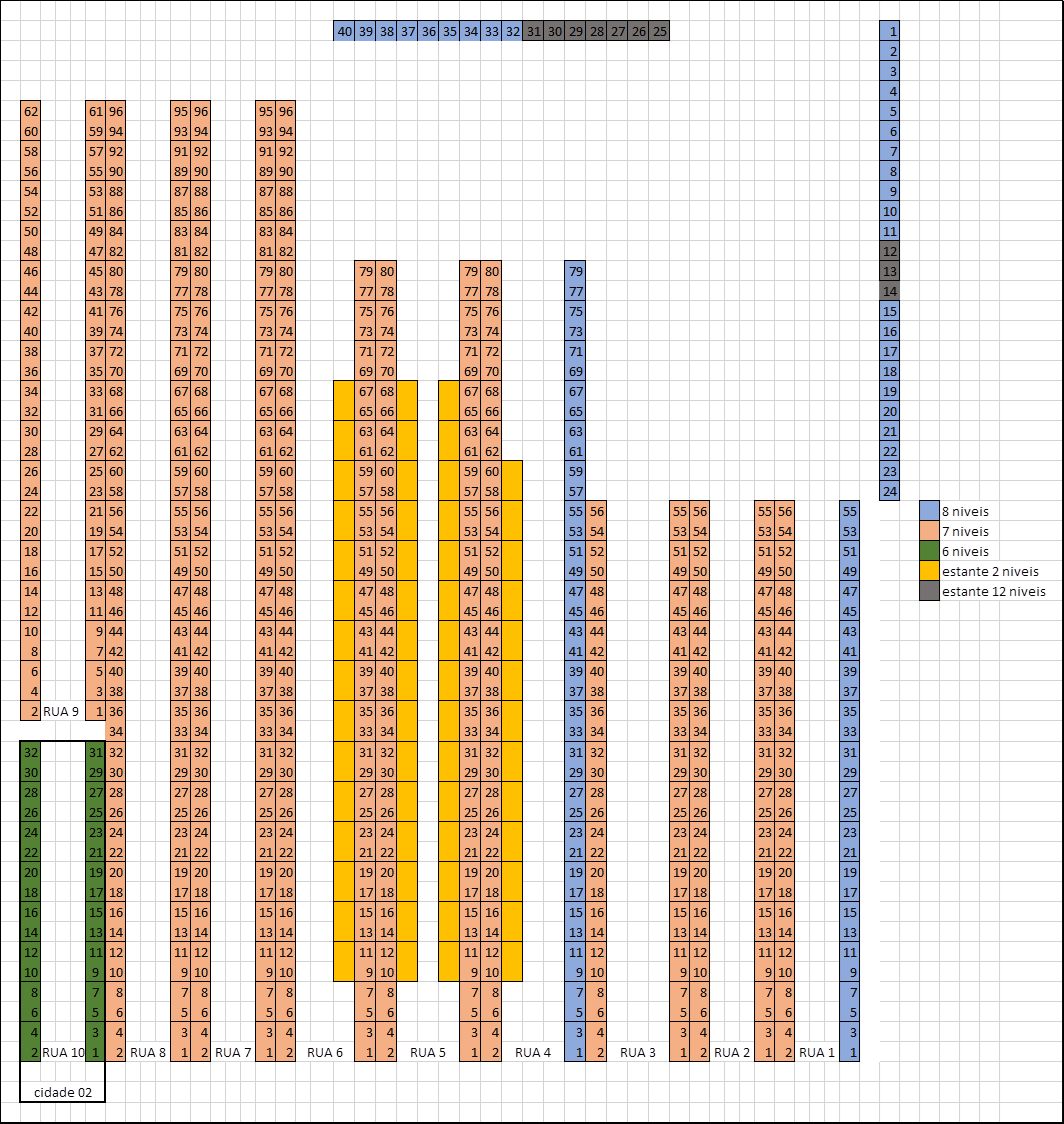 40 39 38 37 36 35 34 33 32 31 30 29 28 27 26 25 1
2
3
4
62 61 96 95 96 95 96 5
60 59 94 93 94 93 94 6
58 57 92 91 92 91 92 7
56 55 90 89 90 89 90 8
54 53 88 87 88 87 88 9
52 51 86 85 86 85 86 10
50 49 84 83 84 83 84 11
48 47 82 81 82 81 82 12
46 45 80 79 80 79 80 79 80 79 80 79 13
44 43 78 77 78 77 78 77 78 77 78 77 14
42 41 76 75 76 75 76 75 76 75 76 75 15
40 39 74 73 74 73 74 73 74 73 74 73 16
38 37 72 71 72 71 72 71 72 71 72 71 17
36 35 70 69 70 69 70 69 70 69 70 69 18
34 33 68 67 68 67 68 67 68 67 68 67 19
32 31 66 65 66 65 66 65 66 65 66 65 20
30 29 64 63 64 63 64 63 64 63 64 63 21
28 27 62 61 62 61 62 61 62 61 62 61 22
26 25 60 59 60 59 60 59 60 59 60 59 23
24 23 58 57 58 57 58 57 58 57 58 57 24
22 21 56 55 56 55 56 55 56 55 56 55 56 55 56 55 56 55 8 niveis
20 19 54 53 54 53 54 53 54 53 54 53 54 53 54 53 54 53 7 niveis
18 17 52 51 52 51 52 51 52 51 52 51 52 51 52 51 52 51 6 niveis
16 15 50 49 50 49 50 49 50 49 50 49 50 49 50 49 50 49 estante 2 niveis
14 13 48 47 48 47 48 47 48 47 48 47 48 47 48 47 48 47 estante 12 niveis
12 11 46 45 46 45 46 45 46 45 46 45 46 45 46 45 46 45
10 9 44 43 44 43 44 43 44 43 44 43 44 43 44 43 44 43
8 7 42 41 42 41 42 41 42 41 42 41 42 41 42 41 42 41
6 5 40 39 40 39 40 39 40 39 40 39 40 39 40 39 40 39
4 3 38 37 38 37 38 37 38 37 38 37 38 37 38 37 38 37
2 RUA 9 1 36 35 36 35 36 35 36 35 36 35 36 35 36 35 36 35
34 33 34 33 34 33 34 33 34 33 34 33 34 33 34 33
32 31 32 31 32 31 32 31 32 31 32 31 32 31 32 31 32 31
30 29 30 29 30 29 30 29 30 29 30 29 30 29 30 29 30 29
28 27 28 27 28 27 28 27 28 27 28 27 28 27 28 27 28 27
26 25 26 25 26 25 26 25 26 25 26 25 26 25 26 25 26 25
24 23 24 23 24 23 24 23 24 23 24 23 24 23 24 23 24 23
22 21 22 21 22 21 22 21 22 21 22 21 22 21 22 21 22 21
20 19 20 19 20 19 20 19 20 19 20 19 20 19 20 19 20 19
18 17 18 17 18 17 18 17 18 17 18 17 18 17 18 17 18 17
16 15 16 15 16 15 16 15 16 15 16 15 16 15 16 15 16 15
14 13 14 13 14 13 14 13 14 13 14 13 14 13 14 13 14 13
12 11 12 11 12 11 12 11 12 11 12 11 12 11 12 11 12 11
10 9 10 9 10 9 10 9 10 9 10 9 10 9 10 9 10 9
8 7 8 7 8 7 8 7 8 7 8 7 8 7 8 7 8 7
6 5 6 5 6 5 6 5 6 5 6 5 6 5 6 5 6 5
4 3 4 3 4 3 4 3 4 3 4 3 4 3 4 3 4 3
2 RUA 10 1 2 RUA 8 1 2 RUA 7 1 2 RUA 6 1 2 RUA 5 1 2 RUA 4 1 2 RUA 3 1 2 RUA 2 1 2 RUA 1 1
cidade 02